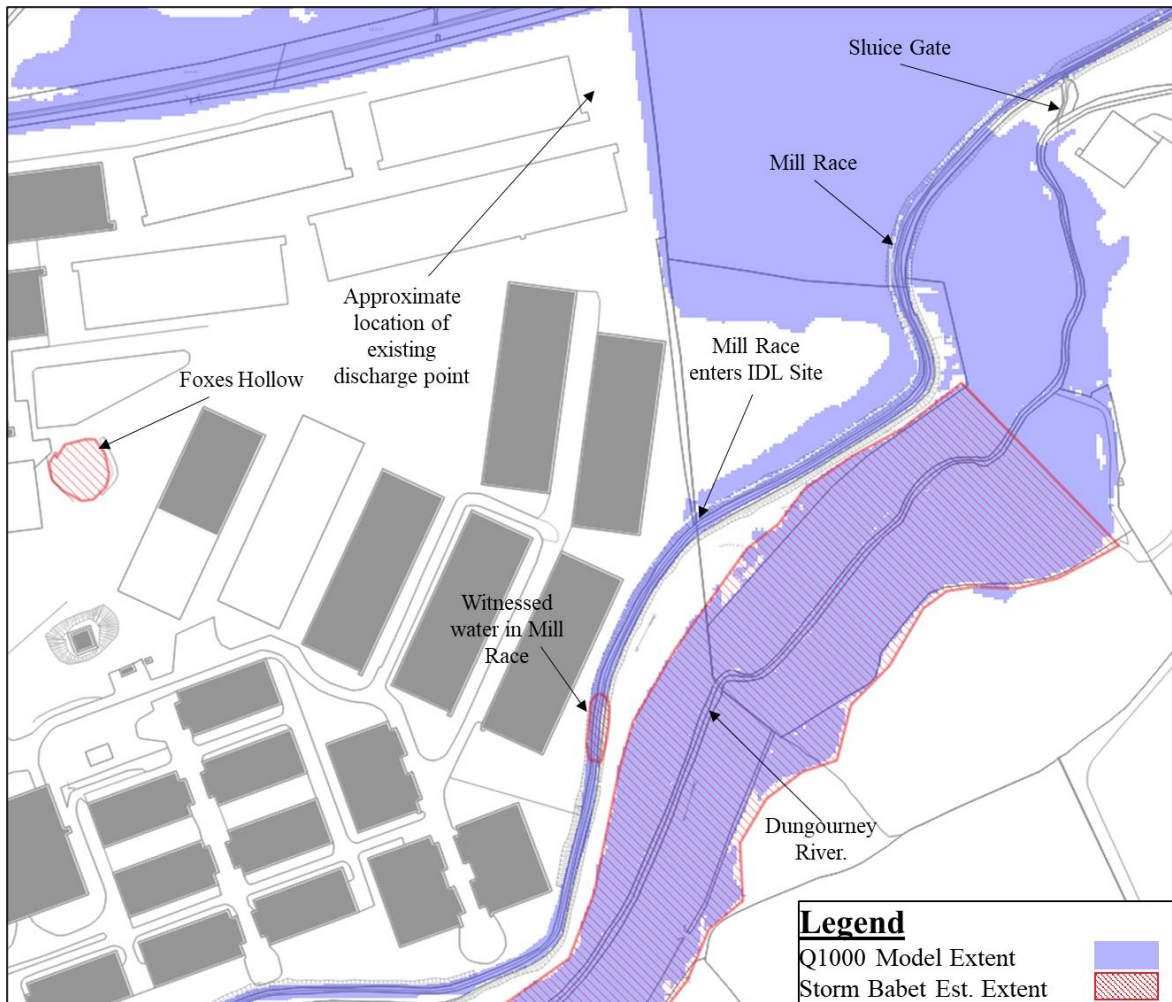 Sluice Gate
Mill Race
Approximate
location of
existing
discharge point
Mill Race
enters IDL Site
Foxes Hollow
Witnessed
water in Mill
Race
Dungourney
River.
Legend
Q1000 Model Extent
Storm Babet Est. Extent